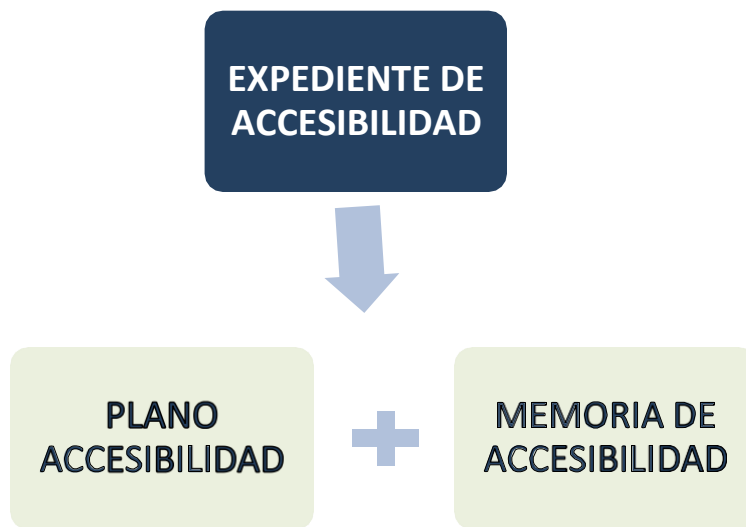 EXPEDIENTE DE
ACCESIBILIDAD
PLANO
ACCESIBILIDAD
MEMORIA DE
ACCESIBILIDAD